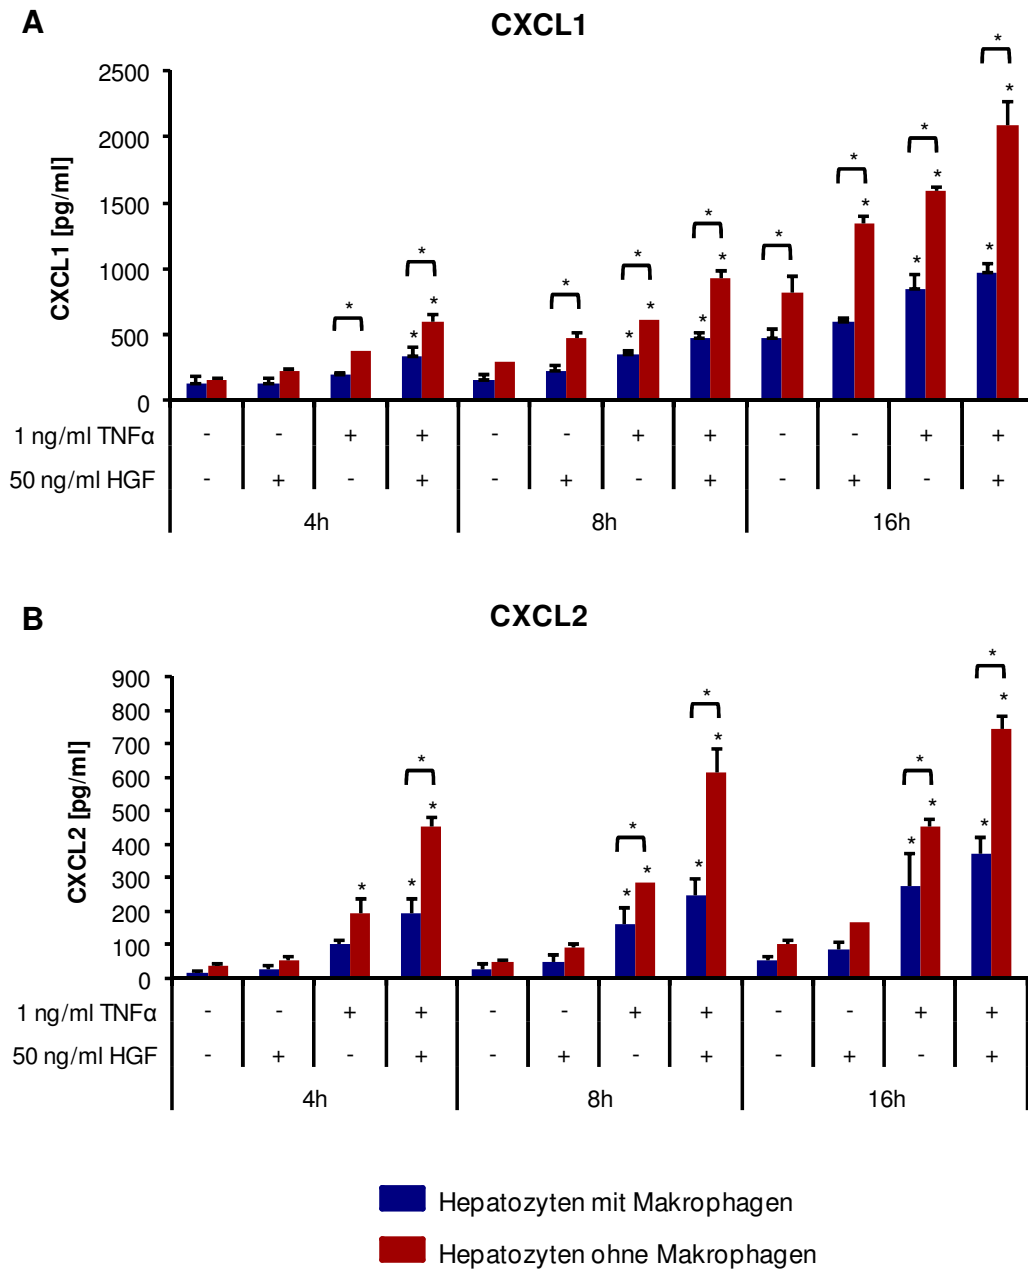 A
CXCL1
CXCL1 [pg/ml]
2500
2000
1500
1000
500
0
* * * * * * * * * * * * * * * * * * * * *
1 ng/ml TNFα - - + + - - + + - - + +
50 ng/ml HGF - + - + - + - + - + - +
4h 8h 16h
B
CXCL2
CXCL2 [pg/ml]
900
800
700
600
500
400
300
200
100
0
* * * * * * * * * * * * * * * *
1 ng/ml TNFα - - + + - - + + - - + +
50 ng/ml HGF - + - + - + - + - + - +
4h 8h 16h
Hepatozyten mit Makrophagen
Hepatozyten ohne Makrophagen